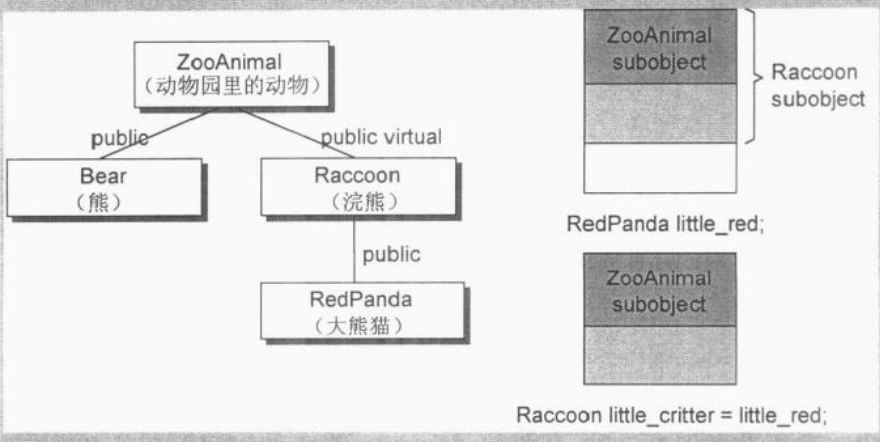 ZooAnimal
（动物园里的动物）
public
public virtual
Bear
（熊）
Raccoon
（浣熊）
public
RedPanda
（大熊猫）
ZooAnimal
subobject
Raccoon
subobject
RedPanda little_red;
ZooAnimal
subobject
Raccoon little_critter = little_red;